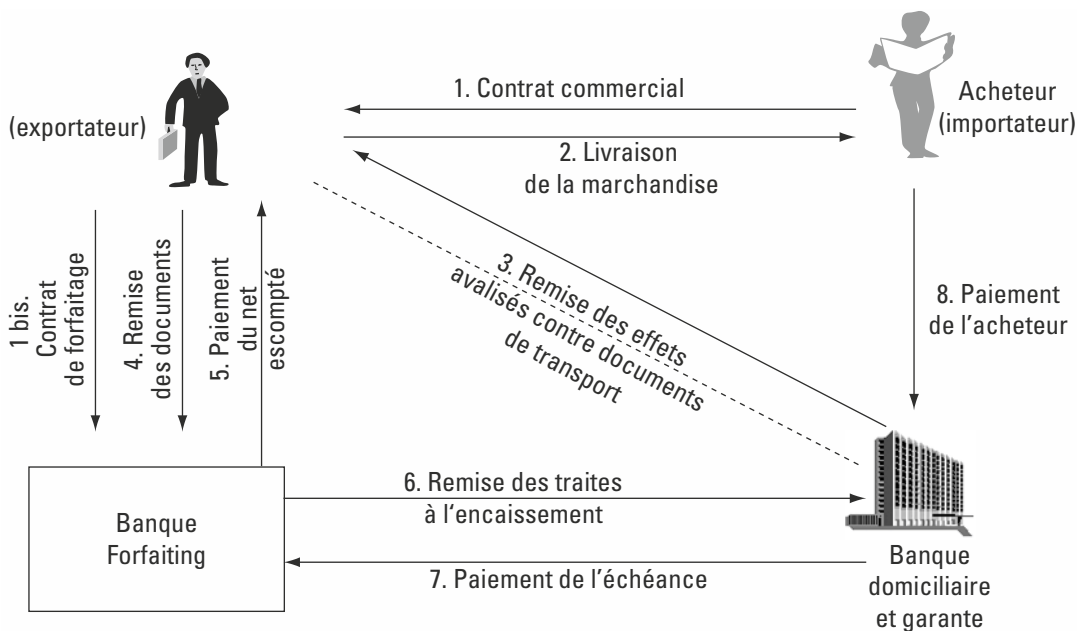 (exportateur)
1. Contrat commercial
2. Livraison
de la marchandise
Acheteur
(importateur)
1 bis.
Contrat
de forfaitage
4. Remise
des documents
5. Paiement
du net
escompté
3. Remise des effets
avalisés contre documents
de transport
8. Paiement
de l'acheteur
Banque
Forfaiting
6. Remise des traites
à l'encaissement
7. Paiement de l'échéance
Banque
domiciliaire
et garante